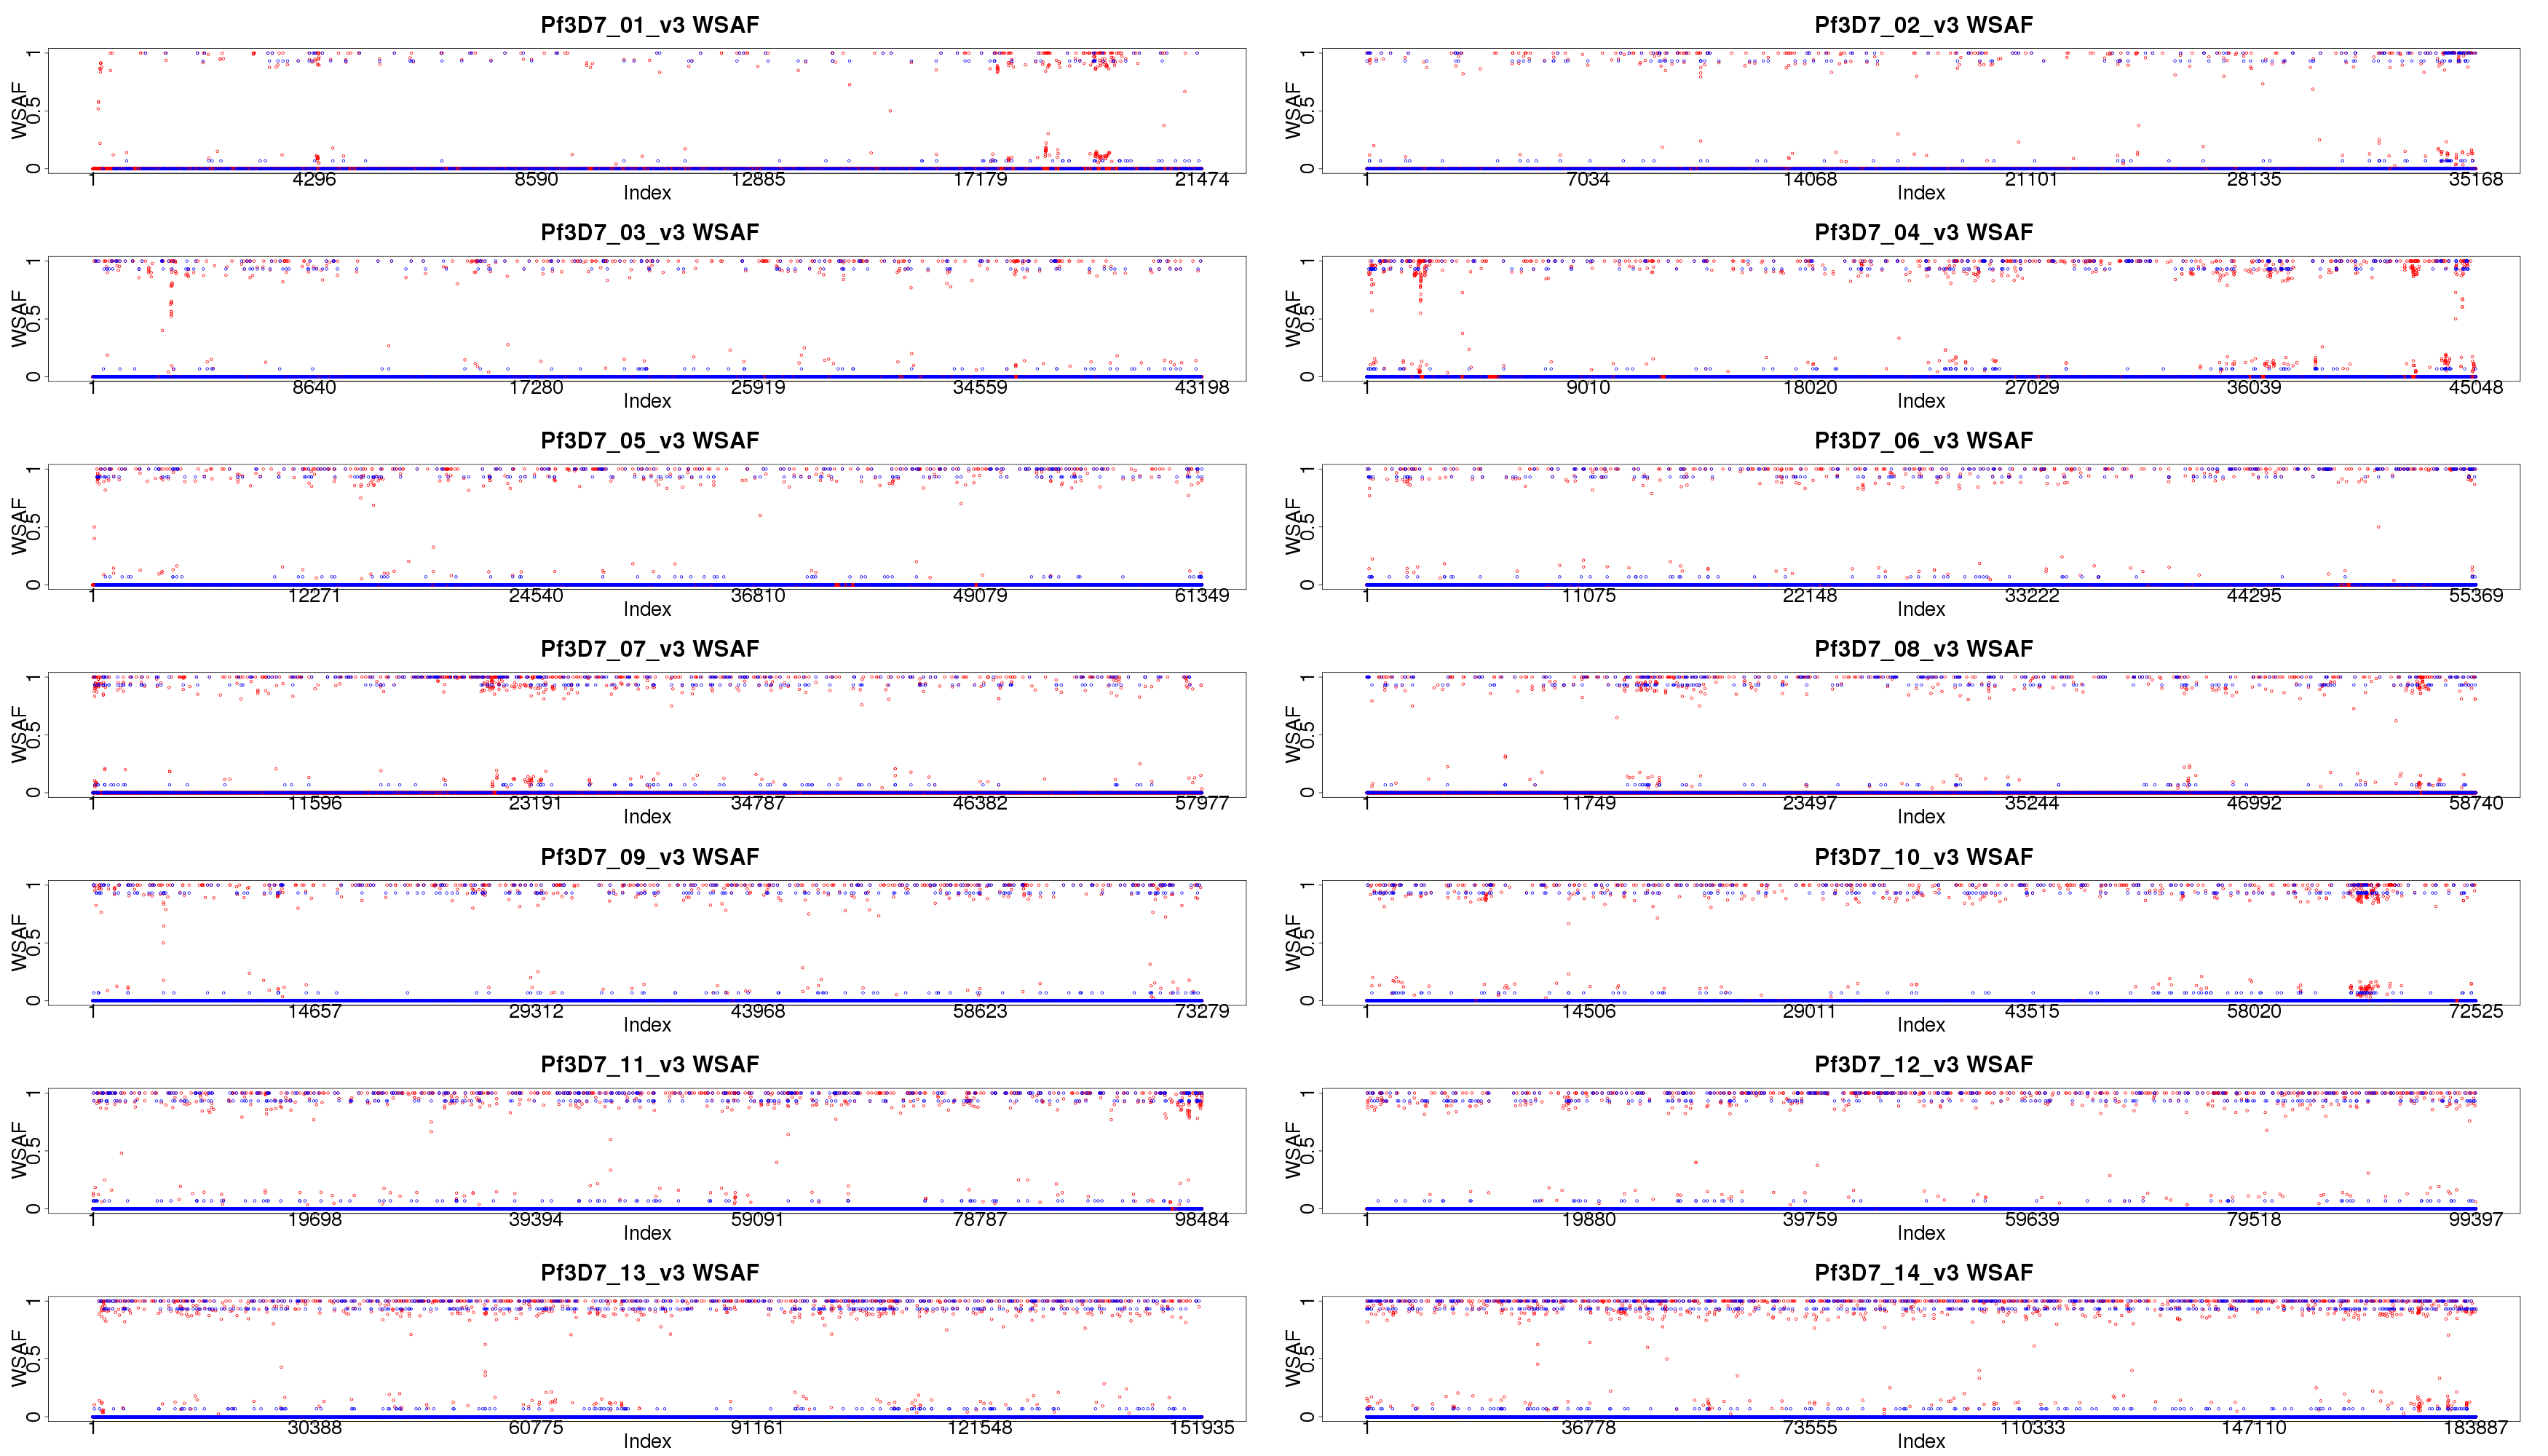 Pf3D7_01_v3 WSAF
WSAF
0 0.5 1
1 4296 8590 12885 17179 21474
Index
Pf3D7_02_v3 WSAF
WSAF
0 0.5 1
1 7034 14068 21101 28135 35168
Index
Pf3D7_03_v3 WSAF
WSAF
0 0.5 1
1 8640 17280 25919 34559 43198
Index
Pf3D7_04_v3 WSAF
WSAF
0 0.5 1
1 9010 18020 27029 36039 45048
Index
Pf3D7_05_v3 WSAF
WSAF
0 0.5 1
1 12271 24540 36810 49079 61349
Index
Pf3D7_06_v3 WSAF
WSAF
0 0.5 1
1 11075 22148 33222 44295 55369
Index
Pf3D7_07_v3 WSAF
WSAF
0 0.5 1
1 11596 23191 34787 46382 57977
Index
Pf3D7_08_v3 WSAF
WSAF
0 0.5 1
1 11749 23497 35244 46992 58740
Index
Pf3D7_09_v3 WSAF
WSAF
0 0.5 1
1 14657 29312 43968 58623 73279
Index
Pf3D7_10_v3 WSAF
WSAF
0 0.5 1
1 14506 29011 43515 58020 72525
Index
Pf3D7_11_v3 WSAF
WSAF
0 0.5 1
1 19698 39394 59091 78787 98484
Index
Pf3D7_12_v3 WSAF
WSAF
0 0.5 1
1 19880 39759 59639 79518 99397
Index
Pf3D7_13_v3 WSAF
WSAF
0 0.5 1
1 30388 60775 91161 121548 151935
Index
Pf3D7_14_v3 WSAF
WSAF
0 0.5 1
1 36778 73555 110333 147110 183887
Index